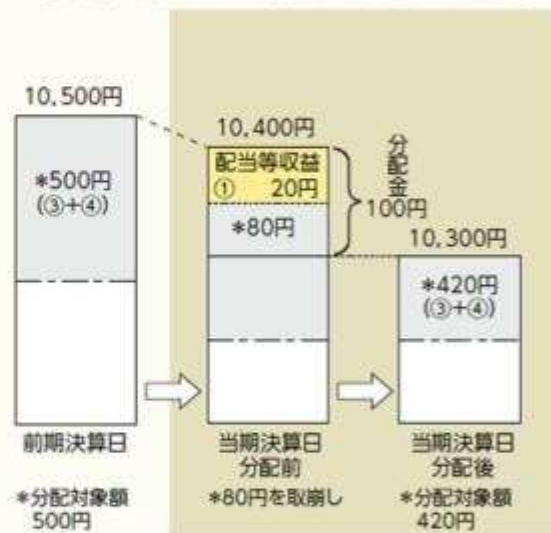 10,500円
*500円
(③+④)
前期決算日
*分配対象額
500円
10,400円
配当等収益
① 20円
*80円
分配金
100円
当期決算日
分配前
*80円を取崩し
10,300円
*420円
(③+④)
当期決算日
分配後
*分配対象額
420円